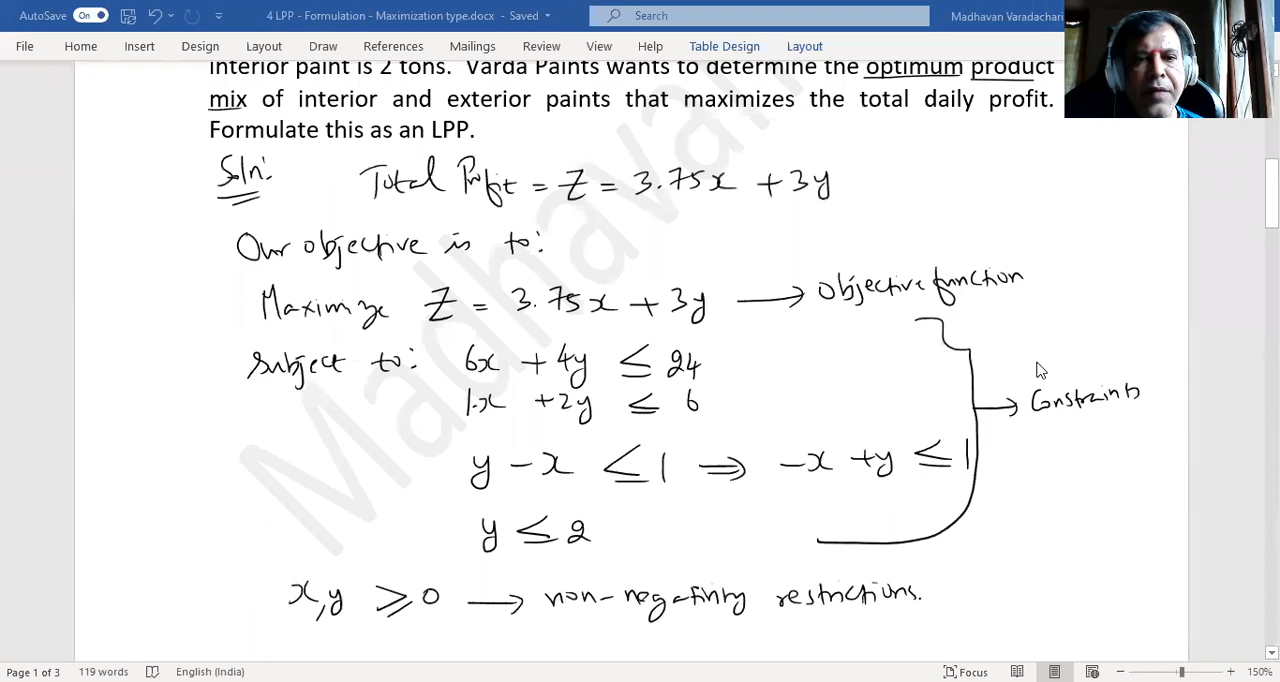 AutoSave On 4 LPP - Formulation - Maximization type.docx - Saved Search Madhavan Varadachari
File Home Insert Design Layout Draw References Mailings Review View Help Table Design Layout
interior paint is 2 tons. Varda Paints wants to determine the optimum product
mix of interior and exterior paints that maximizes the total daily profit.
Formulate this as an LPP.
Soln: Total Profit = Z = 3.75x + 3y
Our objective is to:
Maximize Z = 3.75x + 3y → Objective function
Subject to: 6x + 4y ≤ 24
1.x + 2y ≤ 6 → Constraints
y - x ≤ 1 ⇒ -x + y ≤ 1
y ≤ 2
x, y ≥ 0 → non-negativity restrictions.
Madhavan
Page 1 of 3 119 words English (India) Focus 150%